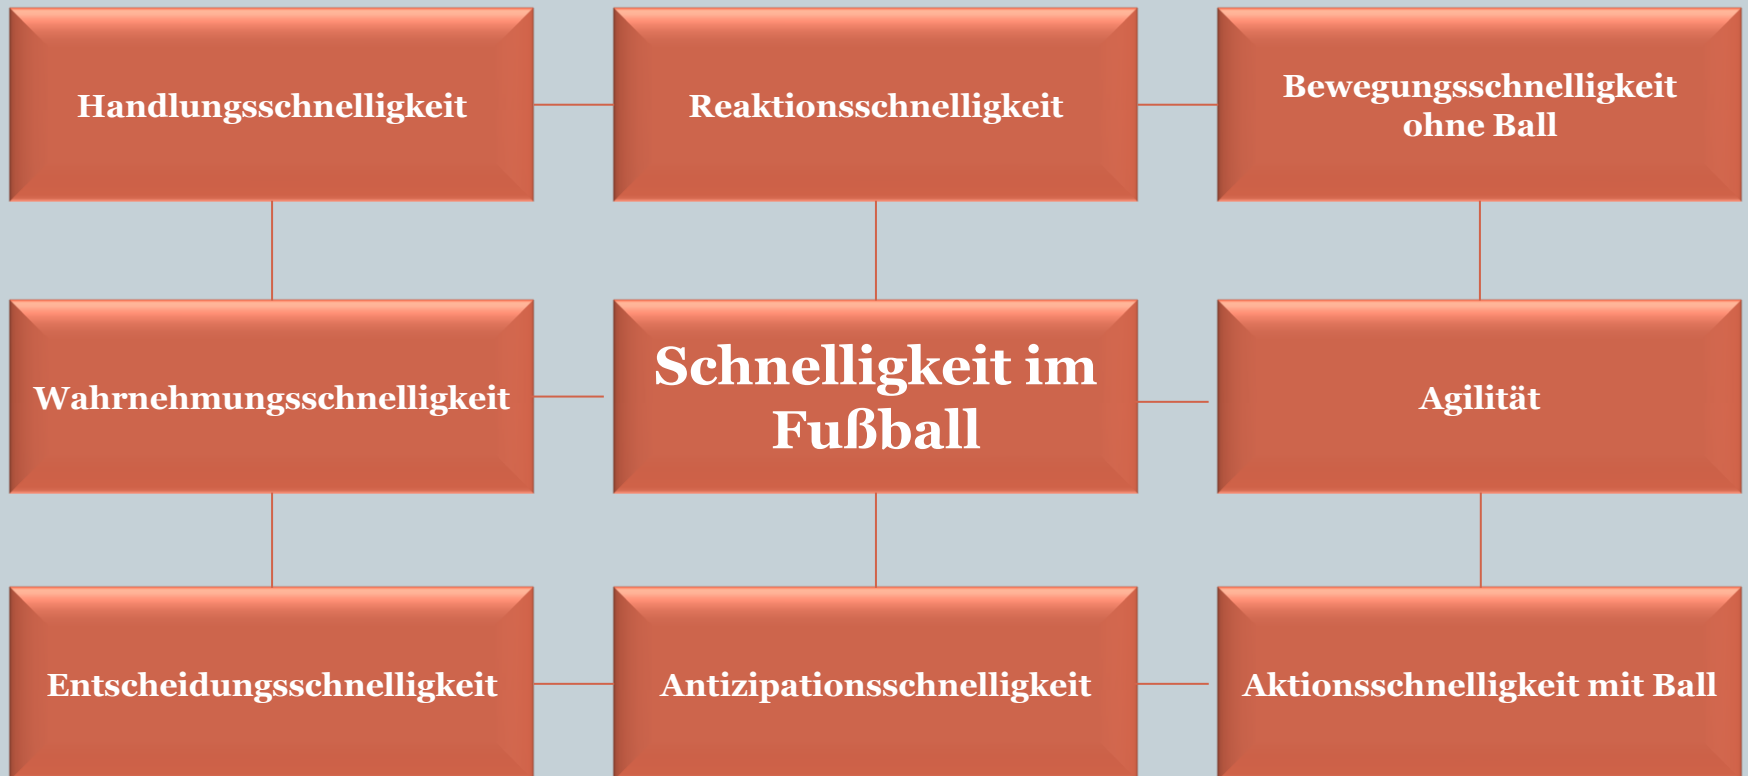 Handlungsschnelligkeit
Reaktionsschnelligkeit
Bewegungsschnelligkeit
ohne Ball
Wahrnehmungsschnelligkeit
Schnelligkeit im
Fußball
Agilität
Entscheidungsschnelligkeit
Antizipationsschnelligkeit
Aktionsschnelligkeit mit Ball